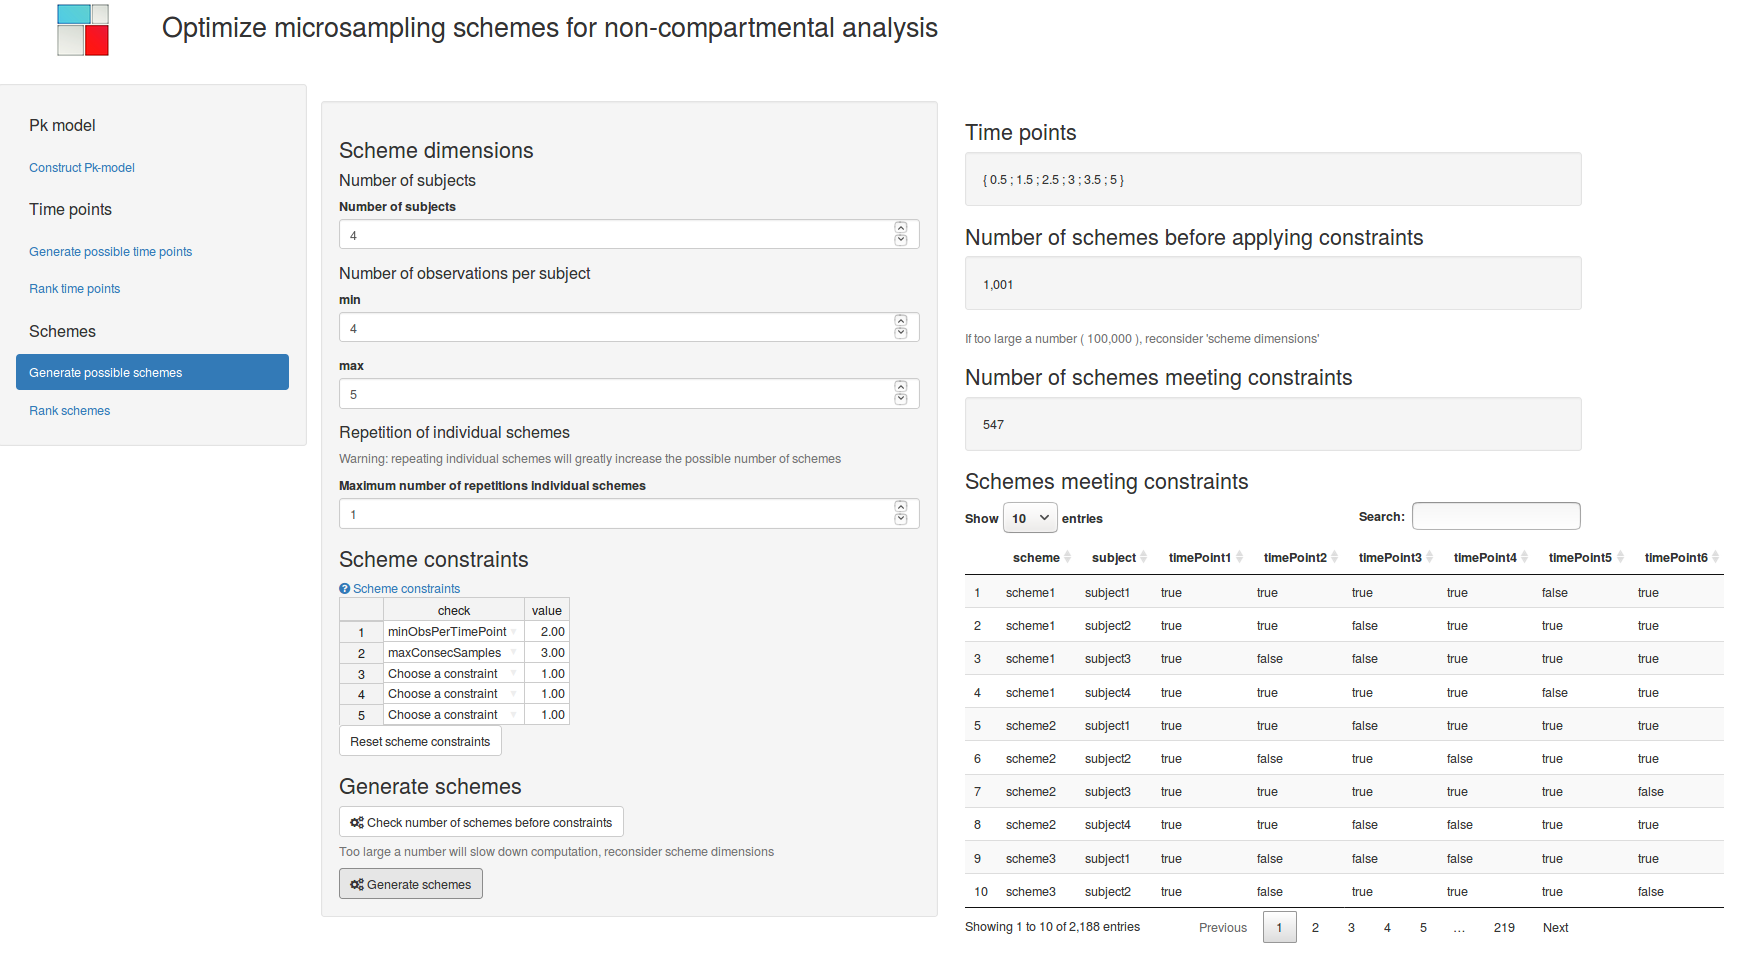 Optimize microsampling schemes for non-compartmental analysis
Pk model
Construct Pk-model
Time points
Generate possible time points
Rank time points
Schemes
Generate possible schemes
Rank schemes
Scheme dimensions
Number of subjects
Number of subjects
4
Number of observations per subject
min
4
max
5
Repetition of individual schemes
Warning: repeating individual schemes will greatly increase the possible number of schemes
Maximum number of repetitions individual schemes
1
Scheme constraints
Scheme constraints
check value
1 minObsPerTimePoint 2.00
2 maxConsecSamples 3.00
3 Choose a constraint 1.00
4 Choose a constraint 1.00
5 Choose a constraint 1.00
Reset scheme constraints
Generate schemes
Check number of schemes before constraints
Too large a number will slow down computation, reconsider scheme dimensions
Generate schemes
Time points
{ 0.5 ; 1.5 ; 2.5 ; 3 ; 3.5 ; 5 }
Number of schemes before applying constraints
1,001
If too large a number ( 100,000 ), reconsider 'scheme dimensions'
Number of schemes meeting constraints
547
Schemes meeting constraints
Show 10 entries Search:
scheme subject timePoint1 timePoint2 timePoint3 timePoint4 timePoint5 timePoint6
1 scheme1 subject1 true true true true false true
2 scheme1 subject2 true true false true true true
3 scheme1 subject3 true false false true true true
4 scheme1 subject4 true true true true false true
5 scheme2 subject1 true true false true true true
6 scheme2 subject2 true false true false true true
7 scheme2 subject3 true true true true true false
8 scheme2 subject4 true true false false true true
9 scheme3 subject1 true false false false true true
10 scheme3 subject2 true false true true true false
Showing 1 to 10 of 2,188 entries Previous 1 2 3 4 5 ... 219 Next